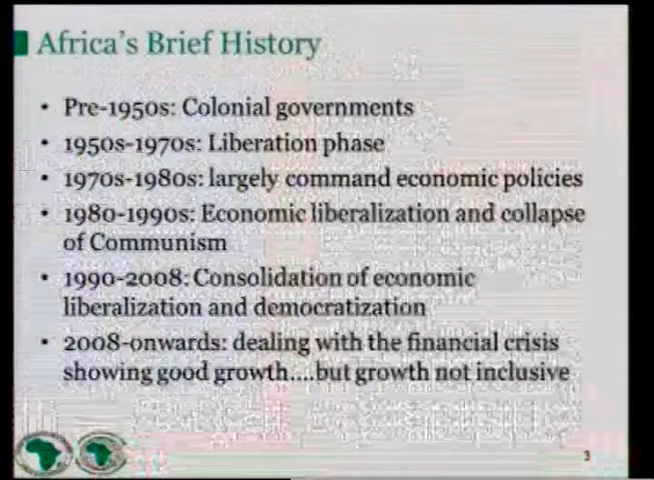 Africa's Brief History
• Pre-1950s: Colonial governments
• 1950s-1970s: Liberation phase
• 1970s-1980s: largely command economic policies
• 1980-1990s: Economic liberalization and collapse
of Communism
• 1990-2008: Consolidation of economic
liberalization and democratization
• 2008-onwards: dealing with the financial crisis
showing good growth....but growth not inclusive
3